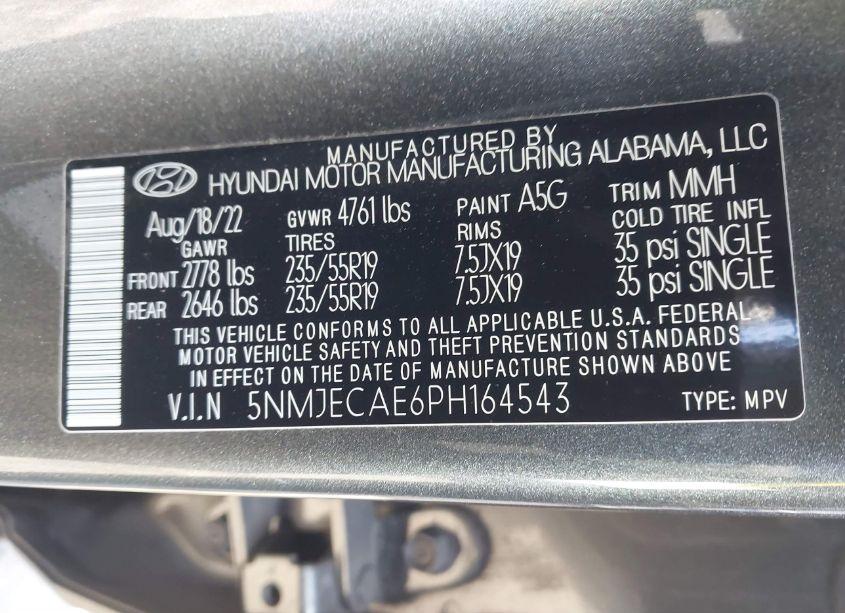 MANUFACTURED BY
HYUNDAI MOTOR MANUFACTURING ALABAMA, LLC
Aug/18/22 GVWR 4761 lbs PAINT A5G TRIM MMH
GAWR TIRES RIMS COLD TIRE INFL
FRONT 2778 lbs 235/55R19 7.5JX19 35 psi SINGLE
REAR 2646 lbs 235/55R19 7.5JX19 35 psi SINGLE
THIS VEHICLE CONFORMS TO ALL APPLICABLE U.S.A. FEDERAL
MOTOR VEHICLE SAFETY AND THEFT PREVENTION STANDARDS
IN EFFECT ON THE DATE OF MANUFACTURE SHOWN ABOVE
V.I.N 5NMJECAE6PH164543 TYPE: MPV